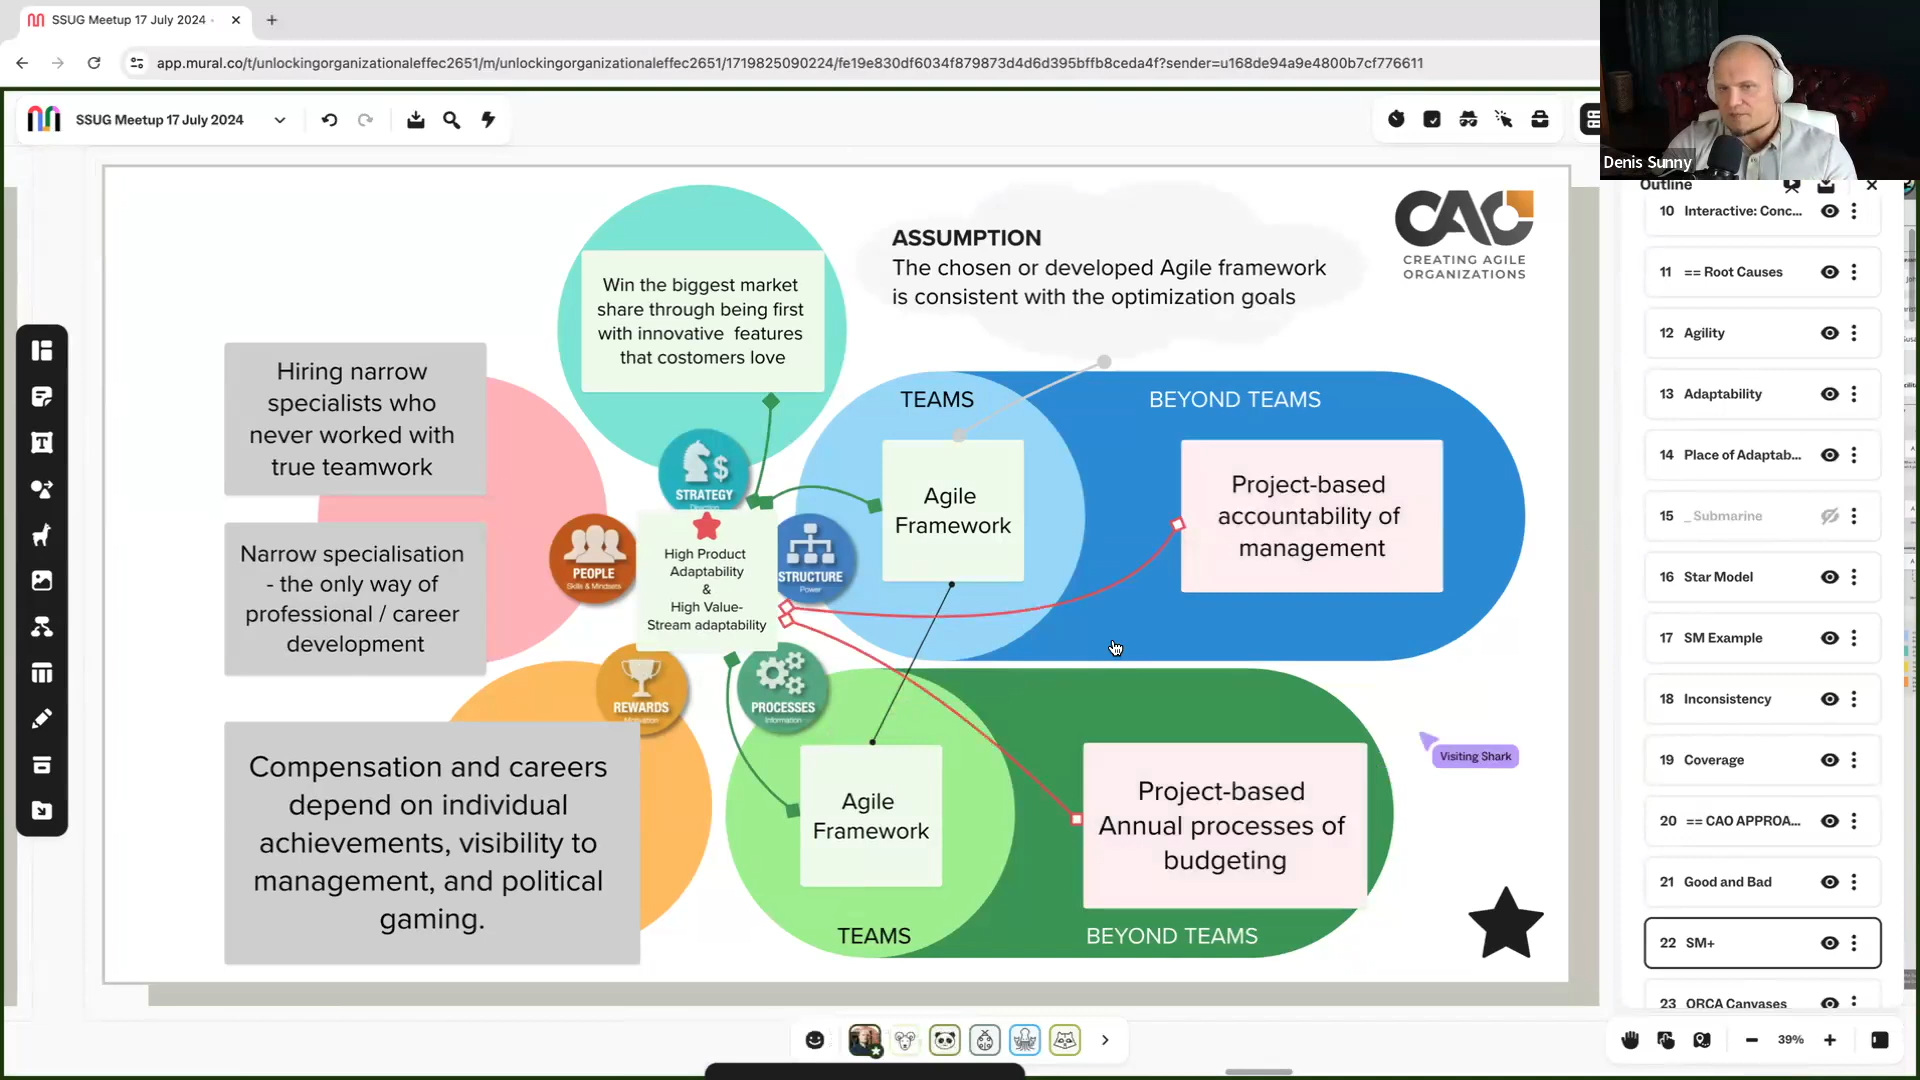 SSUG Meetup 17 July 2024
app.mural.co/t/unlockingorganizationaleffec2651/m/unlockingorganizationaleffec2651/1719825090224/fe19e830df6034f879873d4d6d395bffb8ceda4f?sender=u168de94a9e4800b7cf776611
SSUG Meetup 17 July 2024
Denis Sunny
ASSUMPTION
The chosen or developed Agile framework
is consistent with the optimization goals
CAO
CREATING AGILE
ORGANIZATIONS
Win the biggest market
share through being first
with innovative features
that costomers love
Hiring narrow
specialists who
never worked with
true teamwork
Narrow specialisation
- the only way of
professional / career
development
Compensation and careers
depend on individual
achievements, visibility to
management, and political
gaming.
STRATEGY
Direction
PEOPLE
Skills & Mindsets
STRUCTURE
Power
REWARDS
Motivation
PROCESSES
Information
High Product
Adaptability
&
High Value-
Stream adaptability
TEAMS
BEYOND TEAMS
Agile
Framework
Project-based
accountability of
management
Agile
Framework
Project-based
Annual processes of
budgeting
TEAMS
BEYOND TEAMS
Visiting Shark
Outline
10 Interactive: Conc...
11 == Root Causes
12 Agility
13 Adaptability
14 Place of Adaptab...
15 _ Submarine
16 Star Model
17 SM Example
18 Inconsistency
19 Coverage
20 == CAO APPROA...
21 Good and Bad
22 SM+
23 ORCA Canvases
39%